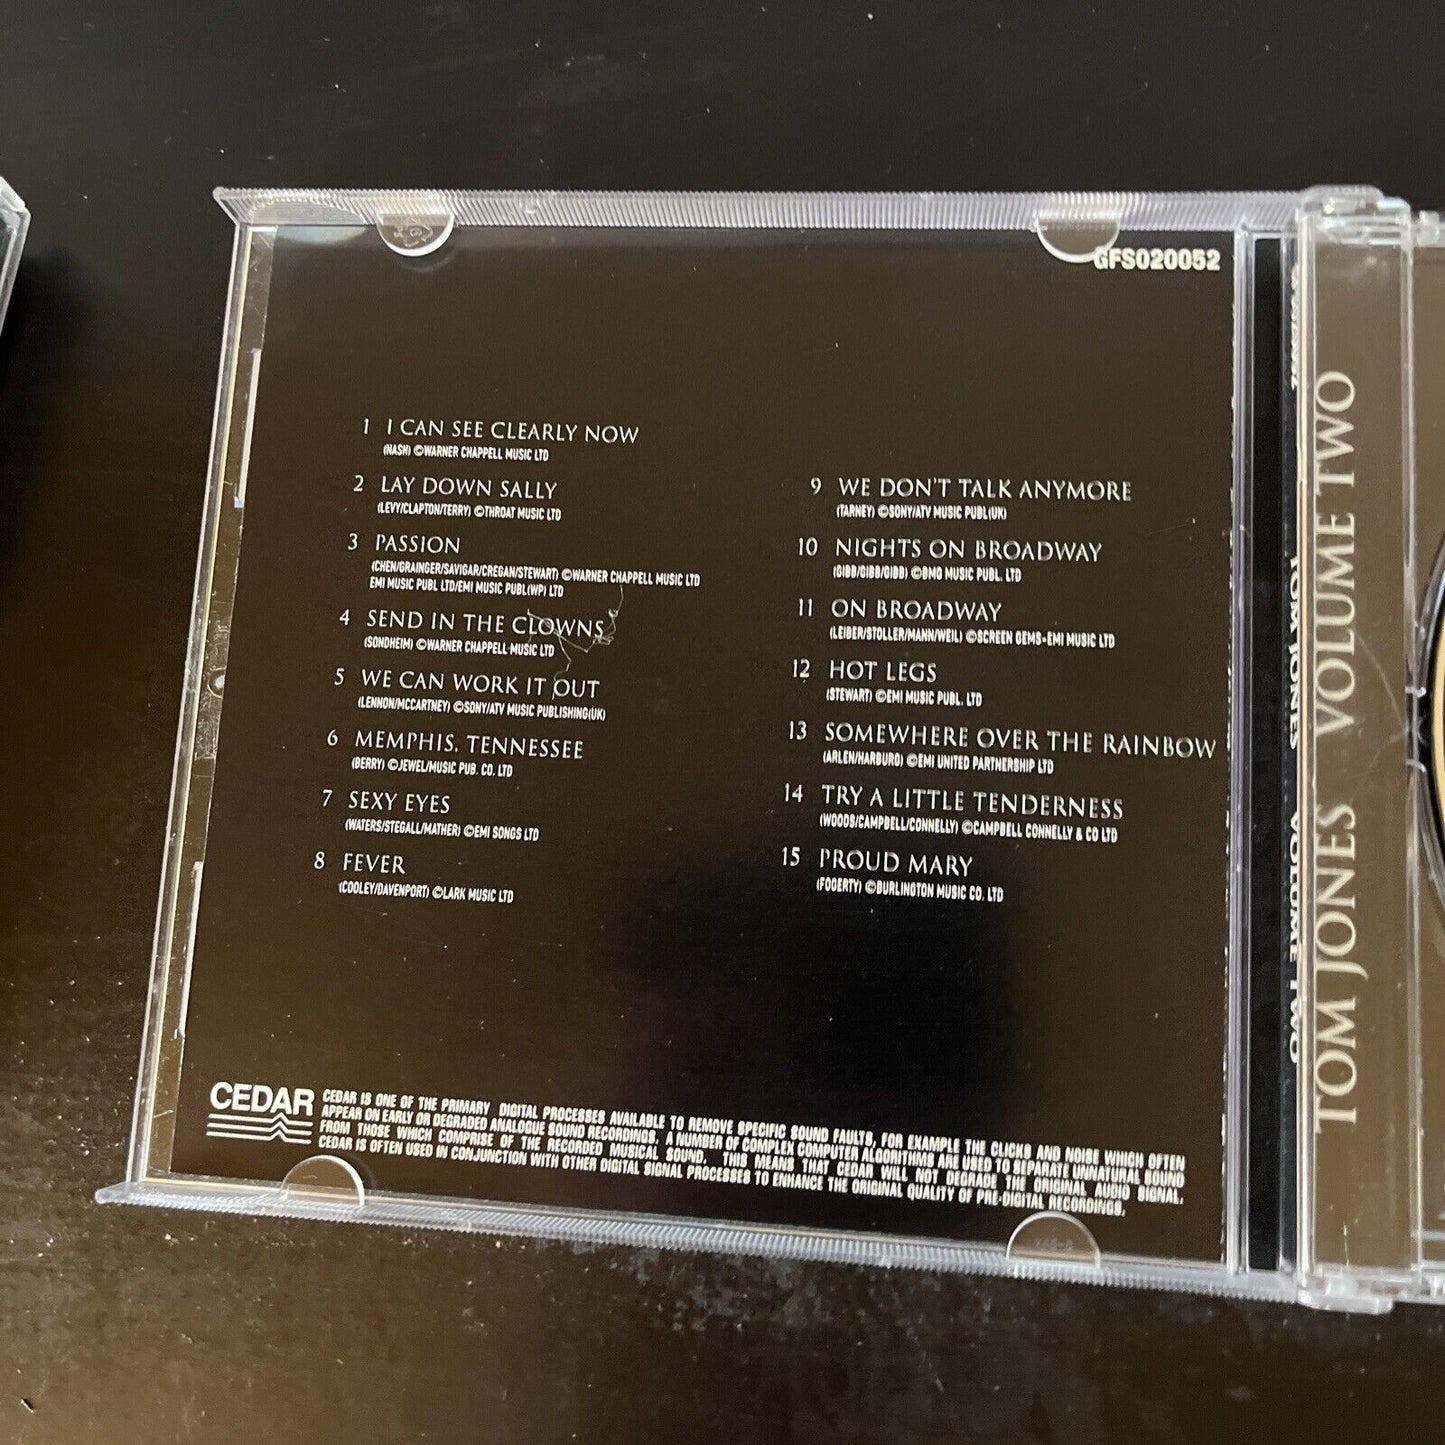 GFS020052
1 I CAN SEE CLEARLY NOW
(NASH) ©WARNER CHAPPELL MUSIC LTD
2 LAY DOWN SALLY
(LEVY/CLAPTON/TERRY) ©THROAT MUSIC LTD
3 PASSION
(CHEN/GRAINGER/SAVIGAR/CREGAN/STEWART) ©WARNER CHAPPELL MUSIC LTD
EMI MUSIC PUBL LTD/EMI MUSIC PUBL(WP) LTD
4 SEND IN THE CLOWNS
(SONDHEIM) ©WARNER CHAPPELL MUSIC LTD
5 WE CAN WORK IT OUT
(LENNON/MCCARTNEY) ©SONY/ATV MUSIC PUBLISHING(UK)
6 MEMPHIS, TENNESSEE
(BERRY) ©JEWEL/MUSIC PUB. CO. LTD
7 SEXY EYES
(WATERS/STEGALL/MATHER) ©EMI SONGS LTD
8 FEVER
(COOLEY/DAVENPORT) ©LARK MUSIC LTD
9 WE DON'T TALK ANYMORE
(TARNEY) ©SONY/ATV MUSIC PUBL(UK)
10 NIGHTS ON BROADWAY
(GIBB/GIBB/GIBB) ©BMG MUSIC PUBL. LTD
11 ON BROADWAY
(LEIBER/STOLLER/MANN/WEIL) ©SCREEN GEMS-EMI MUSIC LTD
12 HOT LEGS
(STEWART) ©EMI MUSIC PUBL. LTD
13 SOMEWHERE OVER THE RAINBOW
(ARLEN/HARBURG) ©EMI UNITED PARTNERSHIP LTD
14 TRY A LITTLE TENDERNESS
(WOODS/CAMPBELL/CONNELLY) ©CAMPBELL CONNELLY & CO LTD
15 PROUD MARY
(FOGERTY) ©BURLINGTON MUSIC CO. LTD
CEDAR
CEDAR IS ONE OF THE PRIMARY DIGITAL PROCESSES AVAILABLE TO REMOVE SPECIFIC SOUND FAULTS, FOR EXAMPLE THE CLICKS AND NOISE WHICH OFTEN
APPEAR ON EARLY OR DEGRADED ANALOGUE SOUND RECORDINGS. A NUMBER OF COMPLEX COMPUTER ALGORITHMS ARE USED TO SEPARATE UNNATURAL SOUND
FROM THOSE WHICH COMPRISE OF THE RECORDED MUSICAL SOUND. THIS MEANS THAT CEDAR WILL NOT DEGRADE THE ORIGINAL AUDIO SIGNAL.
CEDAR IS OFTEN USED IN CONJUNCTION WITH OTHER DIGITAL SIGNAL PROCESSES TO ENHANCE THE ORIGINAL QUALITY OF PRE-DIGITAL RECORDINGS.
TOM JONES VOLUME TWO
TOM JONES VOLUME TWO